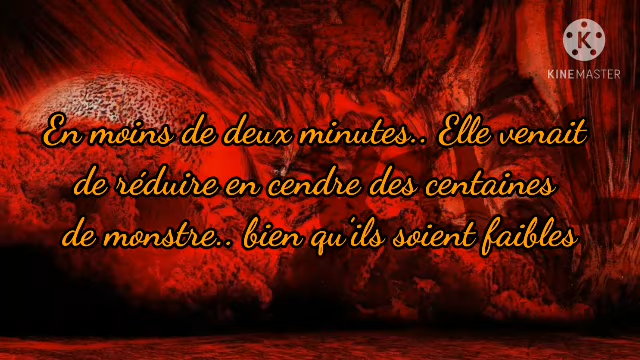 KINEMASTER
En moins de deux minutes.. Elle venait
de réduire en cendre des centaines
de monstre.. bien qu'ils soient faibles